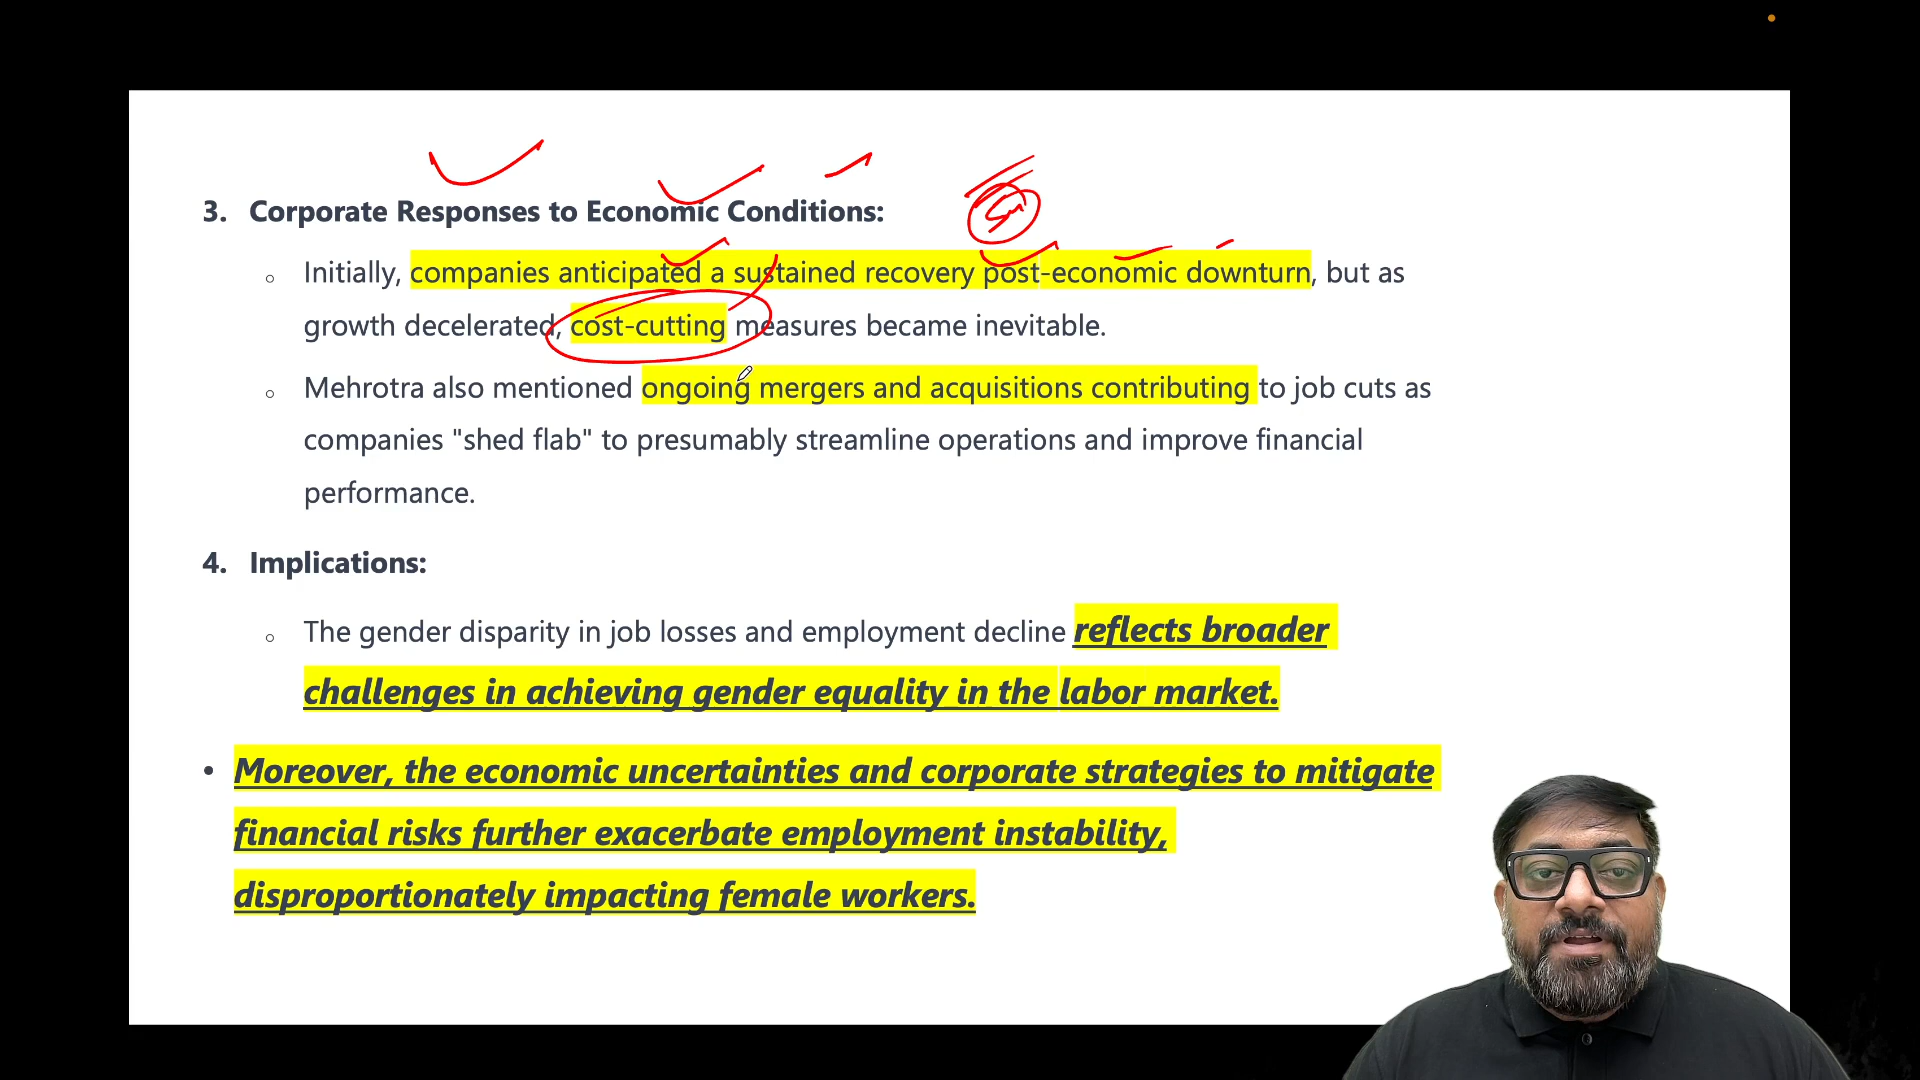 3. Corporate Responses to Economic Conditions:
Initially, companies anticipated a sustained recovery post-economic downturn, but as
growth decelerated, cost-cutting measures became inevitable.
Mehrotra also mentioned ongoing mergers and acquisitions contributing to job cuts as
companies "shed flab" to presumably streamline operations and improve financial
performance.
4. Implications:
The gender disparity in job losses and employment decline reflects broader
challenges in achieving gender equality in the labor market.
• Moreover, the economic uncertainties and corporate strategies to mitigate
financial risks further exacerbate employment instability,
disproportionately impacting female workers.